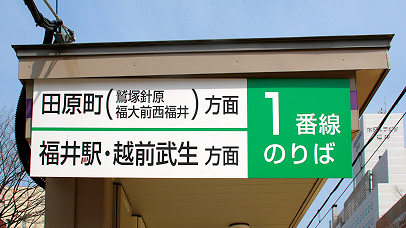 田原町(鷲塚針原 福大前西福井)方面
福井駅・越前武生 方面
1番線
のりば